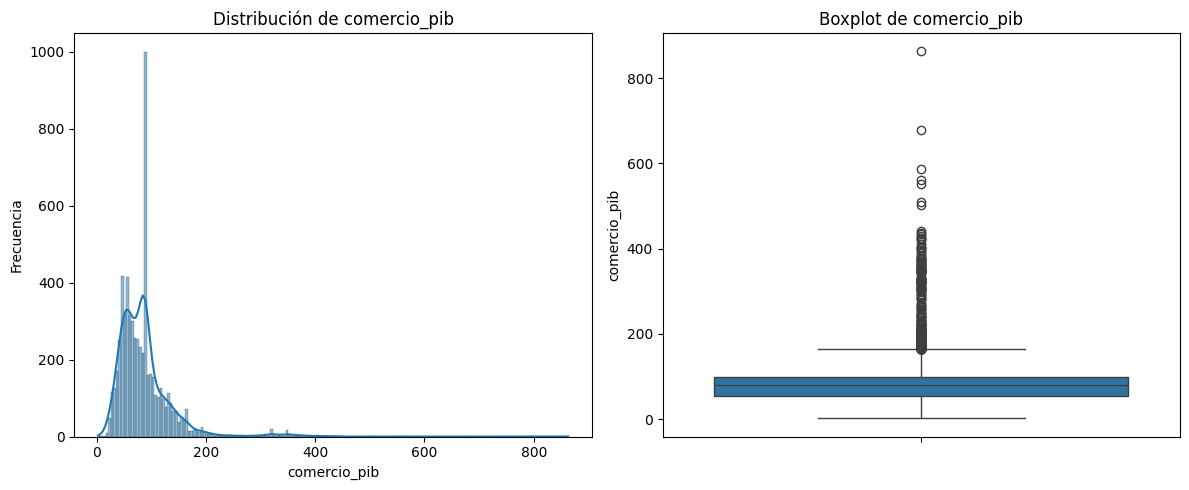 Distribución de comercio_pib
1000
800
600
400
200
0
Frecuencia
0 200 400 600 800
comercio_pib
Boxplot de comercio_pib
800
600
400
200
0
comercio_pib